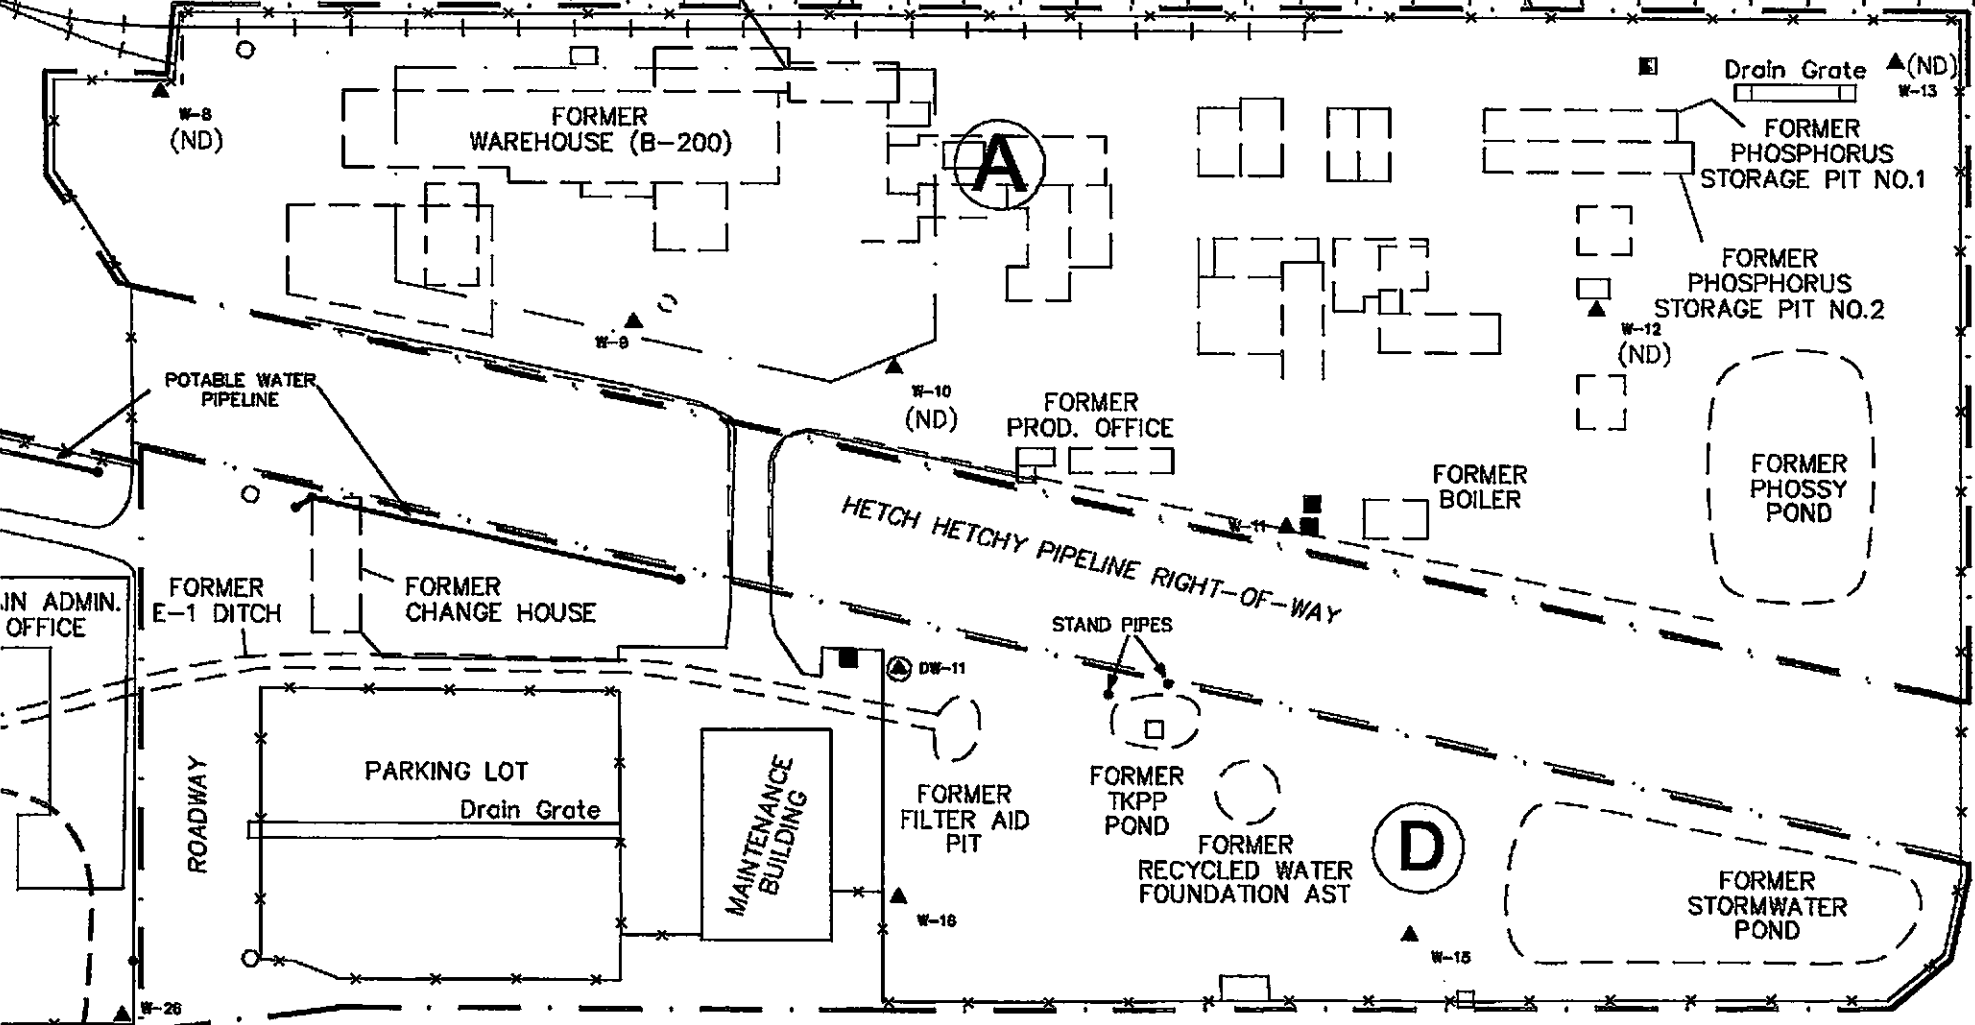 W-8
(ND)
FORMER
WAREHOUSE (B-200)
A
Drain Grate
(ND)
W-13
FORMER
PHOSPHORUS
STORAGE PIT NO.1
FORMER
PHOSPHORUS
STORAGE PIT NO.2
W-12
(ND)
W-9
W-10
(ND)
POTABLE WATER
PIPELINE
FORMER
PROD. OFFICE
FORMER
BOILER
W-11
FORMER
PHOSSY
POND
HETCH HETCHY PIPELINE RIGHT-OF-WAY
IN ADMIN.
OFFICE
FORMER
E-1 DITCH
FORMER
CHANGE HOUSE
STAND PIPES
DW-11
ROADWAY
PARKING LOT
Drain Grate
MAINTENANCE
BUILDING
FORMER
FILTER AID
PIT
FORMER
TKPP
POND
FORMER
RECYCLED WATER
FOUNDATION AST
D
FORMER
STORMWATER
POND
W-16
W-15
W-26